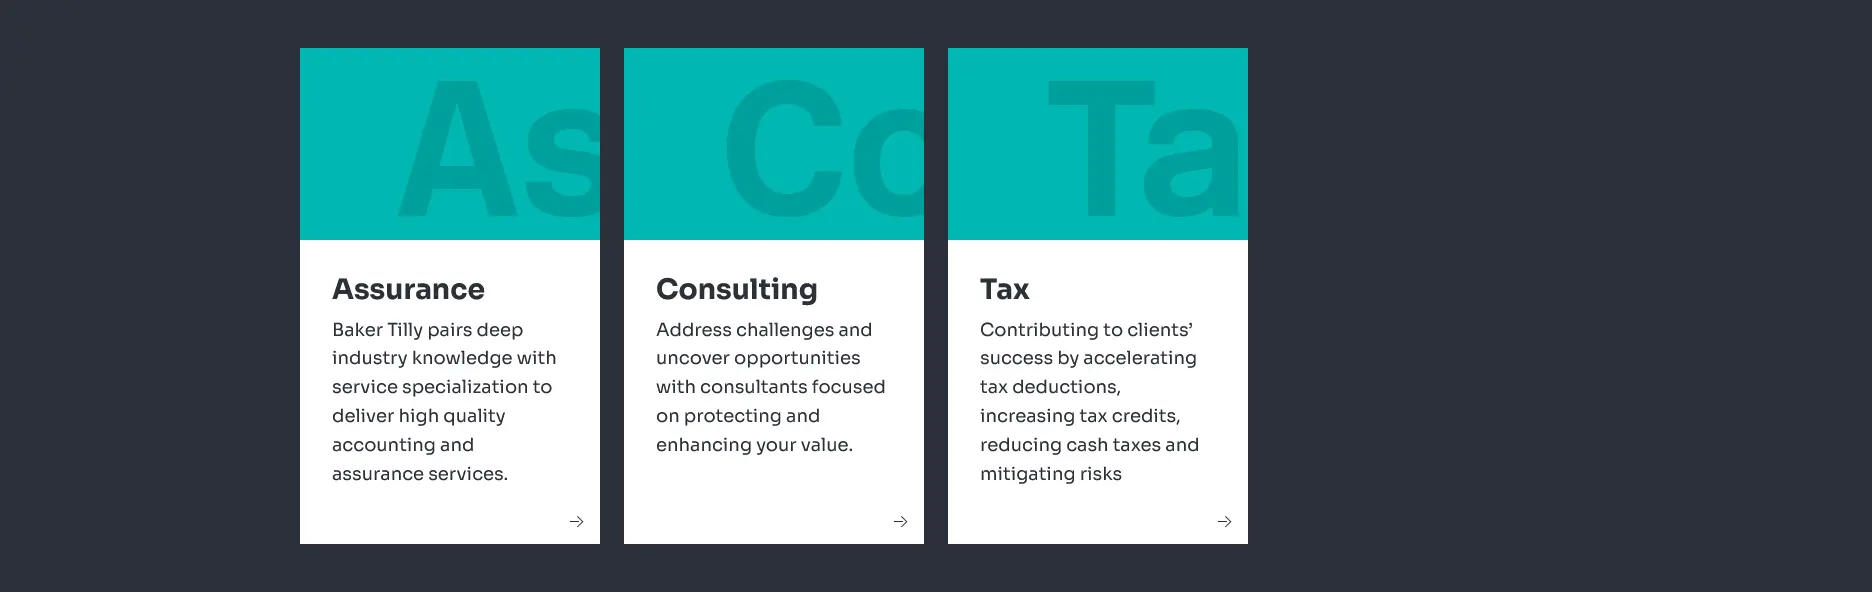 As
Assurance
Baker Tilly pairs deep
industry knowledge with
service specialization to
deliver high quality
accounting and
assurance services.
Co
Consulting
Address challenges and
uncover opportunities
with consultants focused
on protecting and
enhancing your value.
Ta
Tax
Contributing to clients’
success by accelerating
tax deductions,
increasing tax credits,
reducing cash taxes and
mitigating risks